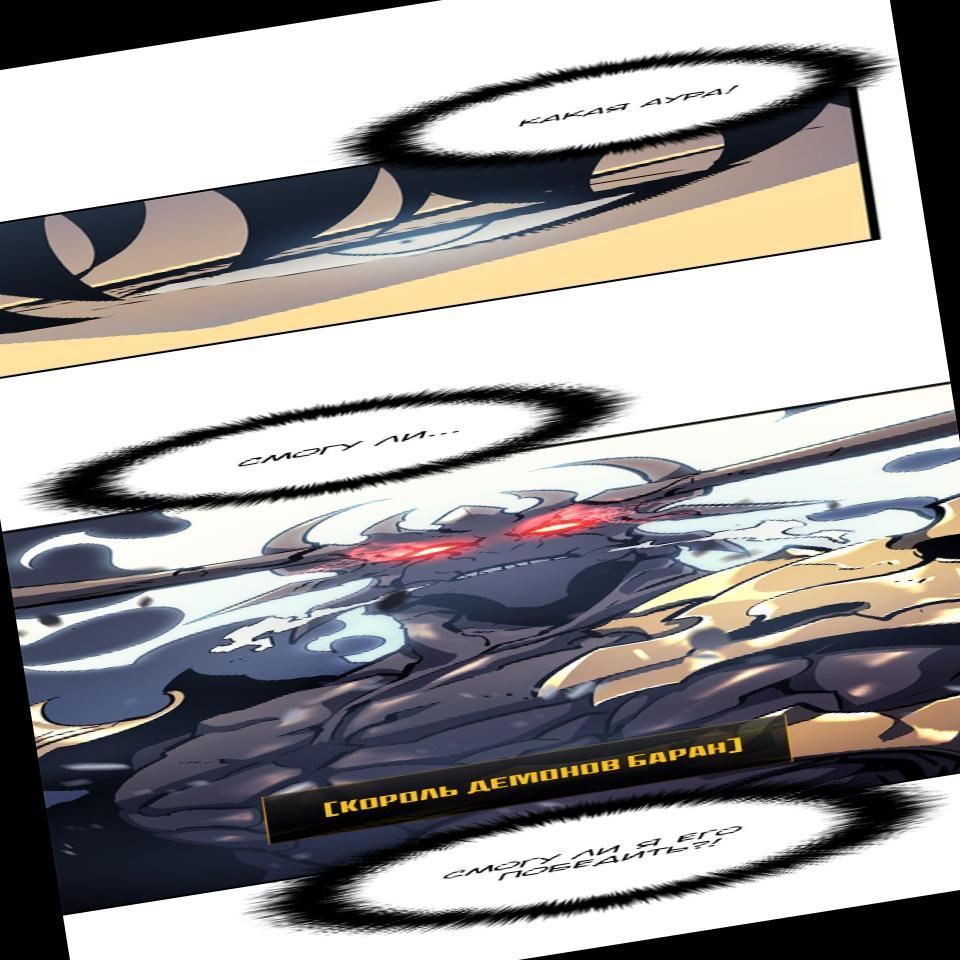 КАКАЯ АУРА!
СМОГУ ЛИ...
[КОРОЛЬ ДЕМОНОВ БАРАН]
СМОГУ ЛИ Я ЕГО
ПОБЕДИТЬ?!